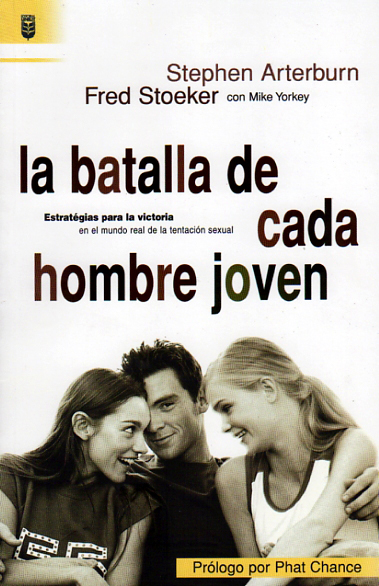 Stephen Arterburn
Fred Stoeker con Mike Yorkey
la batalla de
Estratégias para la victoria
en el mundo real de la tentación sexual
cada
hombre joven
Prólogo por Phat Chance